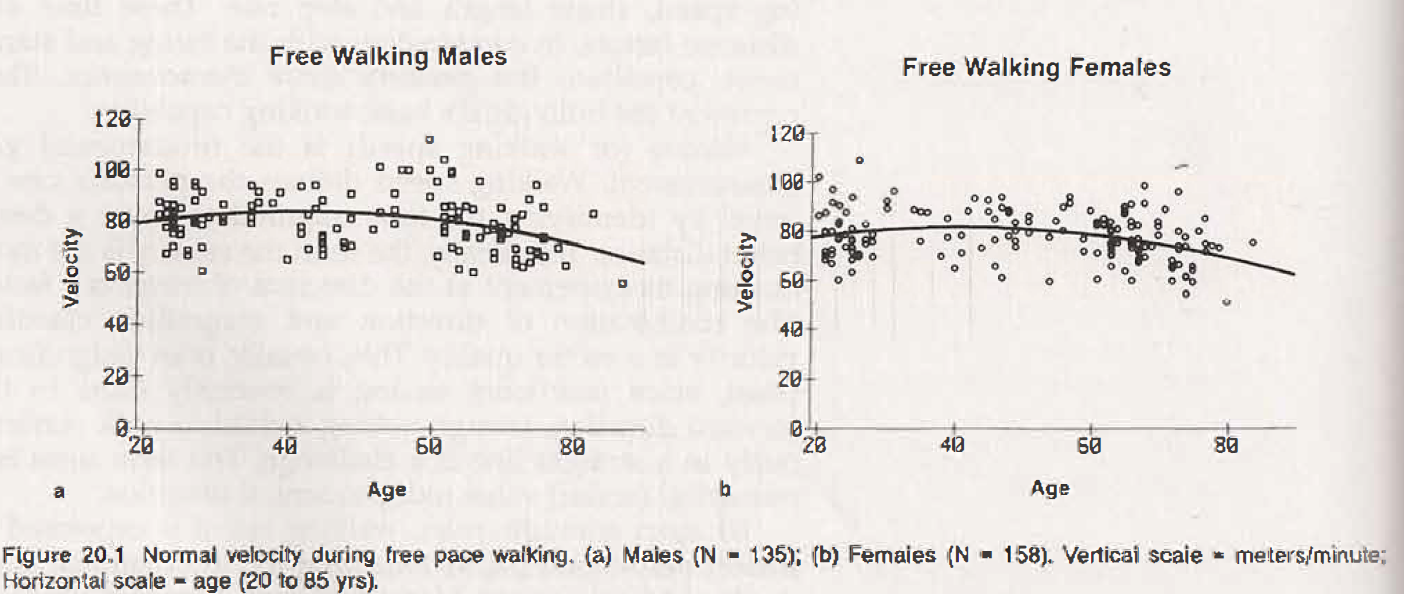 Free Walking Males
Free Walking Females
120
100
80
60
40
20
0
20
40
60
80
Velocity
a
Age
120
100
80
60
40
20
0
20
40
60
80
Velocity
b
Age
Figure 20.1 Normal velocity during free pace walking. (a) Males (N = 135); (b) Females (N = 158). Vertical scale = meters/minute;
Horizontal scale = age (20 to 85 yrs).